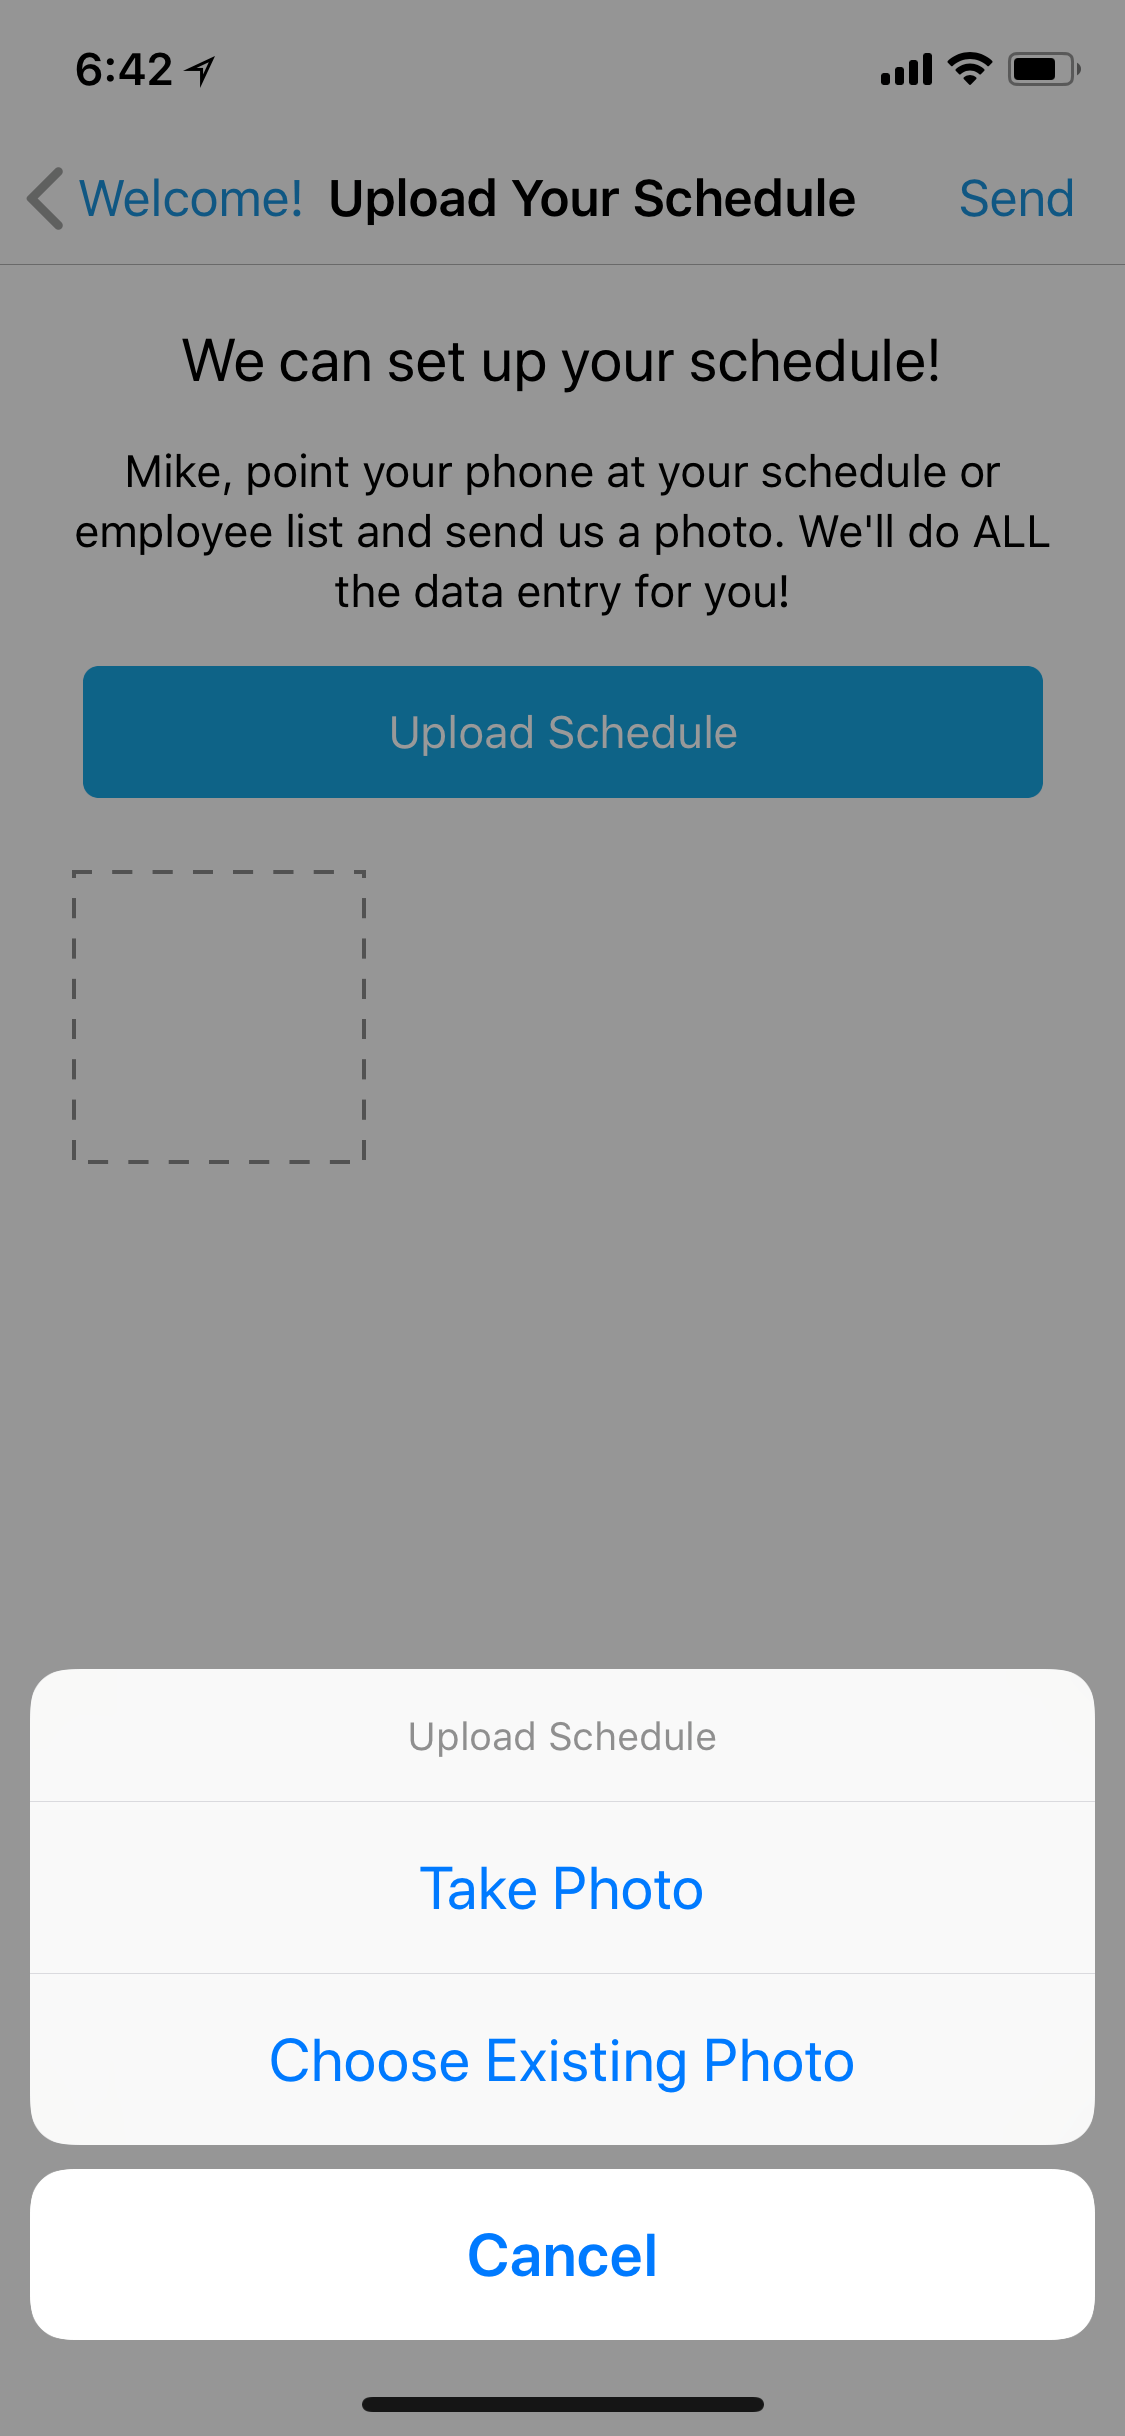 6:42
Welcome! Upload Your Schedule Send
We can set up your schedule!
Mike, point your phone at your schedule or
employee list and send us a photo. We'll do ALL
the data entry for you!
Upload Schedule
Upload Schedule
Take Photo
Choose Existing Photo
Cancel